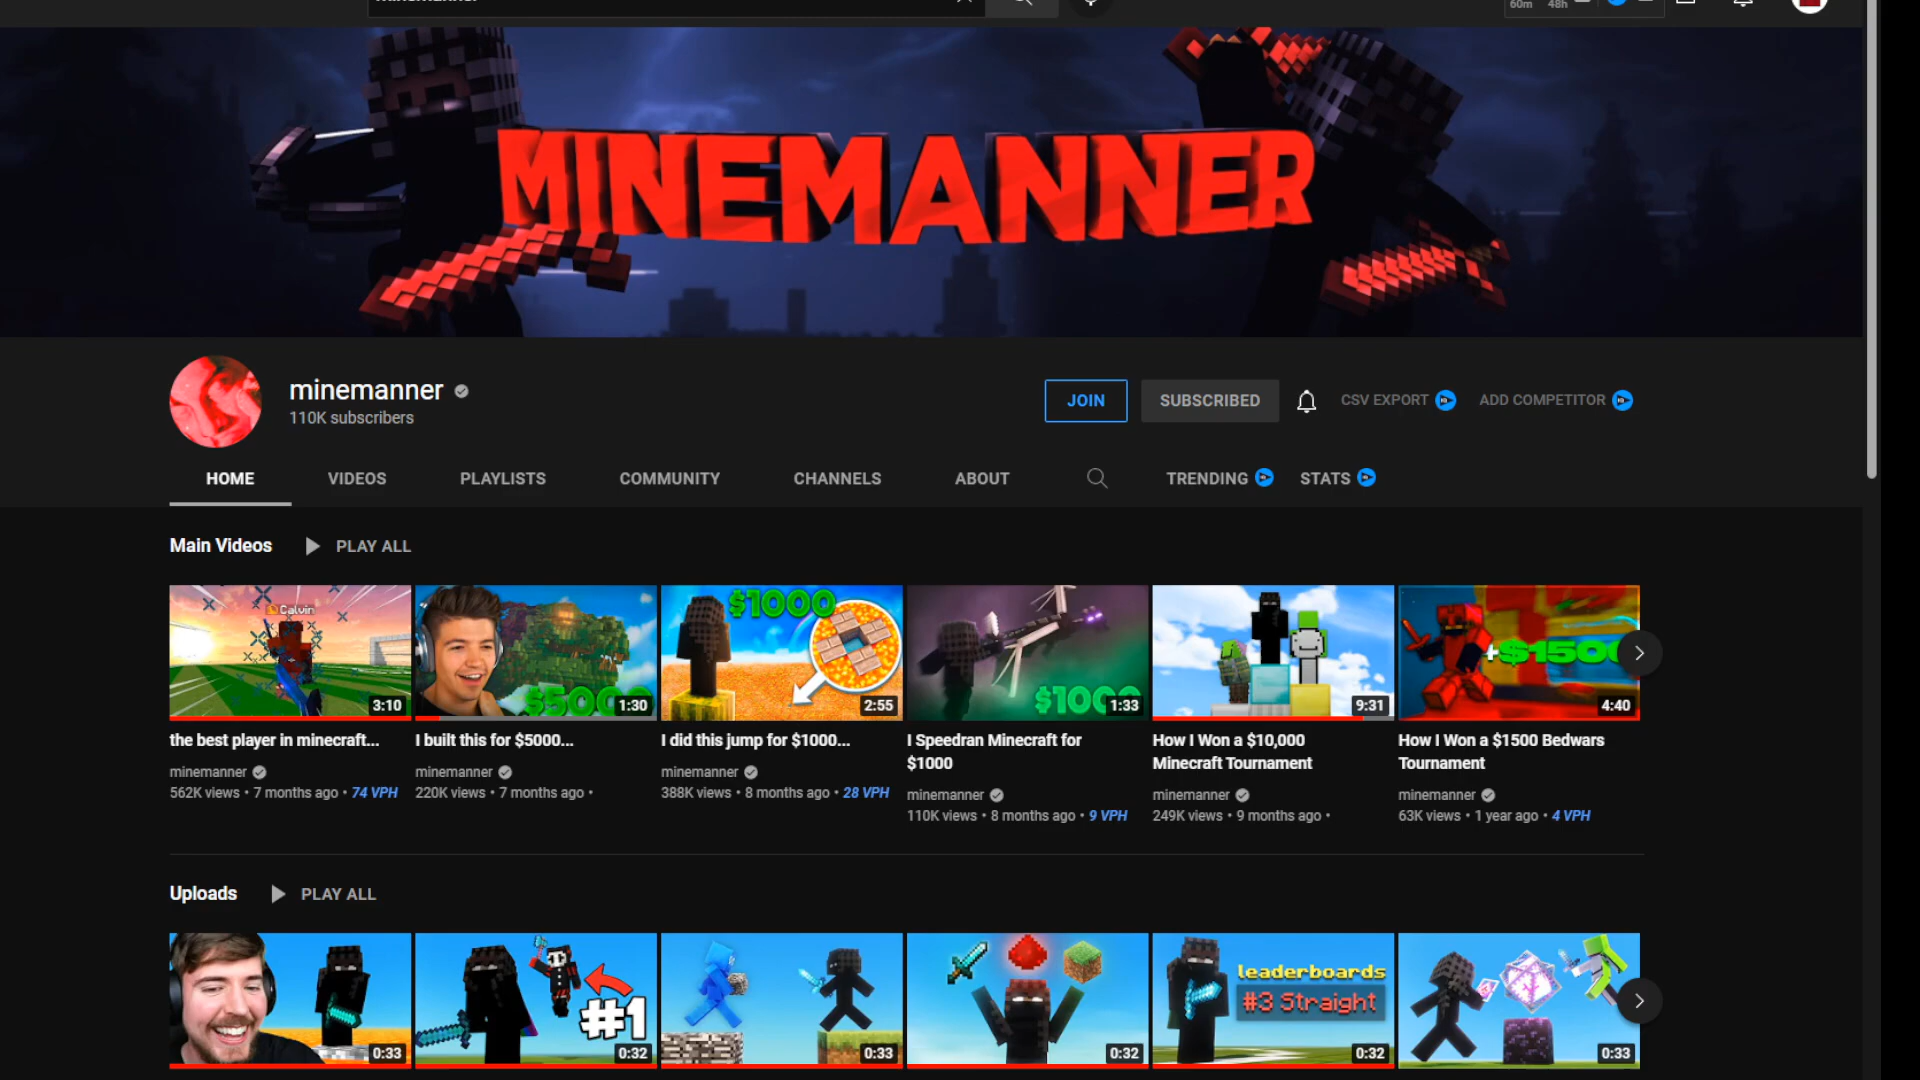 60m 48h
MINEMANNER
minemanner
110K subscribers
JOIN
SUBSCRIBED
CSV EXPORT
ADD COMPETITOR
HOME
VIDEOS
PLAYLISTS
COMMUNITY
CHANNELS
ABOUT
TRENDING
STATS
Main Videos
PLAY ALL
Calvin
3:10
$5000
1:30
$1000
2:55
$1000
1:33
9:31
+$1500
4:40
the best player in minecraft...
minemanner
562K views • 7 months ago • 74 VPH
I built this for $5000...
minemanner
220K views • 7 months ago •
I did this jump for $1000...
minemanner
388K views • 8 months ago • 28 VPH
I Speedran Minecraft for
$1000
minemanner
110K views • 8 months ago • 9 VPH
How I Won a $10,000
Minecraft Tournament
minemanner
249K views • 9 months ago •
How I Won a $1500 Bedwars
Tournament
minemanner
63K views • 1 year ago • 4 VPH
Uploads
PLAY ALL
0:33
#1
0:32
0:33
0:32
leaderboards
#3 Straight
0:32
0:33